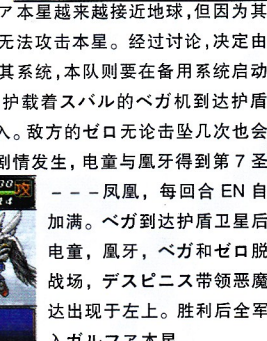 ア本星越来越接近地球,但因为其
无法攻击本星。经过讨论,决定由
其系统,本队则要在备用系统启动
护载着スバル的ベガ机到达护盾
入。敌方的ゼロ无论击坠几次也会
剧情发生,电童与凰牙得到第7圣
---凤凰,每回合EN自
加满。ベガ到达护盾卫星后
电童,凰牙,ベガ和ゼロ脱
战场,デスピニス带领恶魔
达出现于左上。胜利后全军
入ガルファ本星
攻